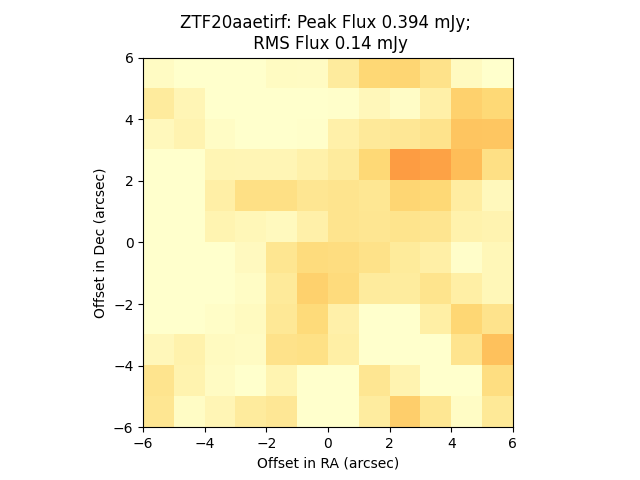 ZTF20aaetirf: Peak Flux 0.394 mJy;
RMS Flux 0.14 mJy
6
4
2
0
−2
−4
−6
Offset in Dec (arcsec)
−6 −4 −2 0 2 4 6
Offset in RA (arcsec)